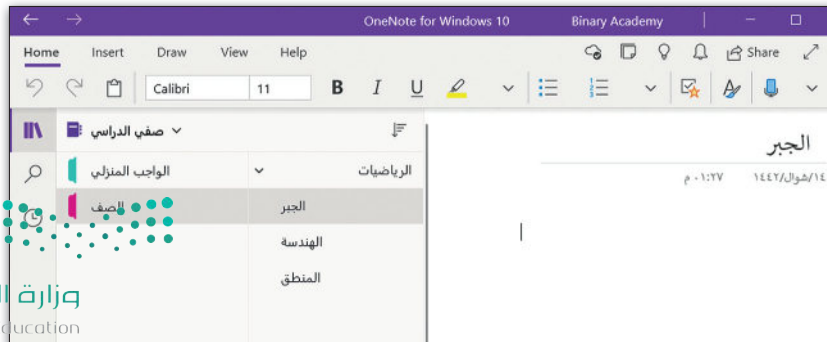 OneNote for Windows 10 Binary Academy
Home Insert Draw View Help Share
Calibri 11 B I U
صفي الدراسي
الواجب المنزلي
الصف
الرياضيات
الجبر
الهندسة
المنطق
الجبر
١٤/شوال/١٤٤٢ ٠١:٢٧ م
وزارة ال
ducation